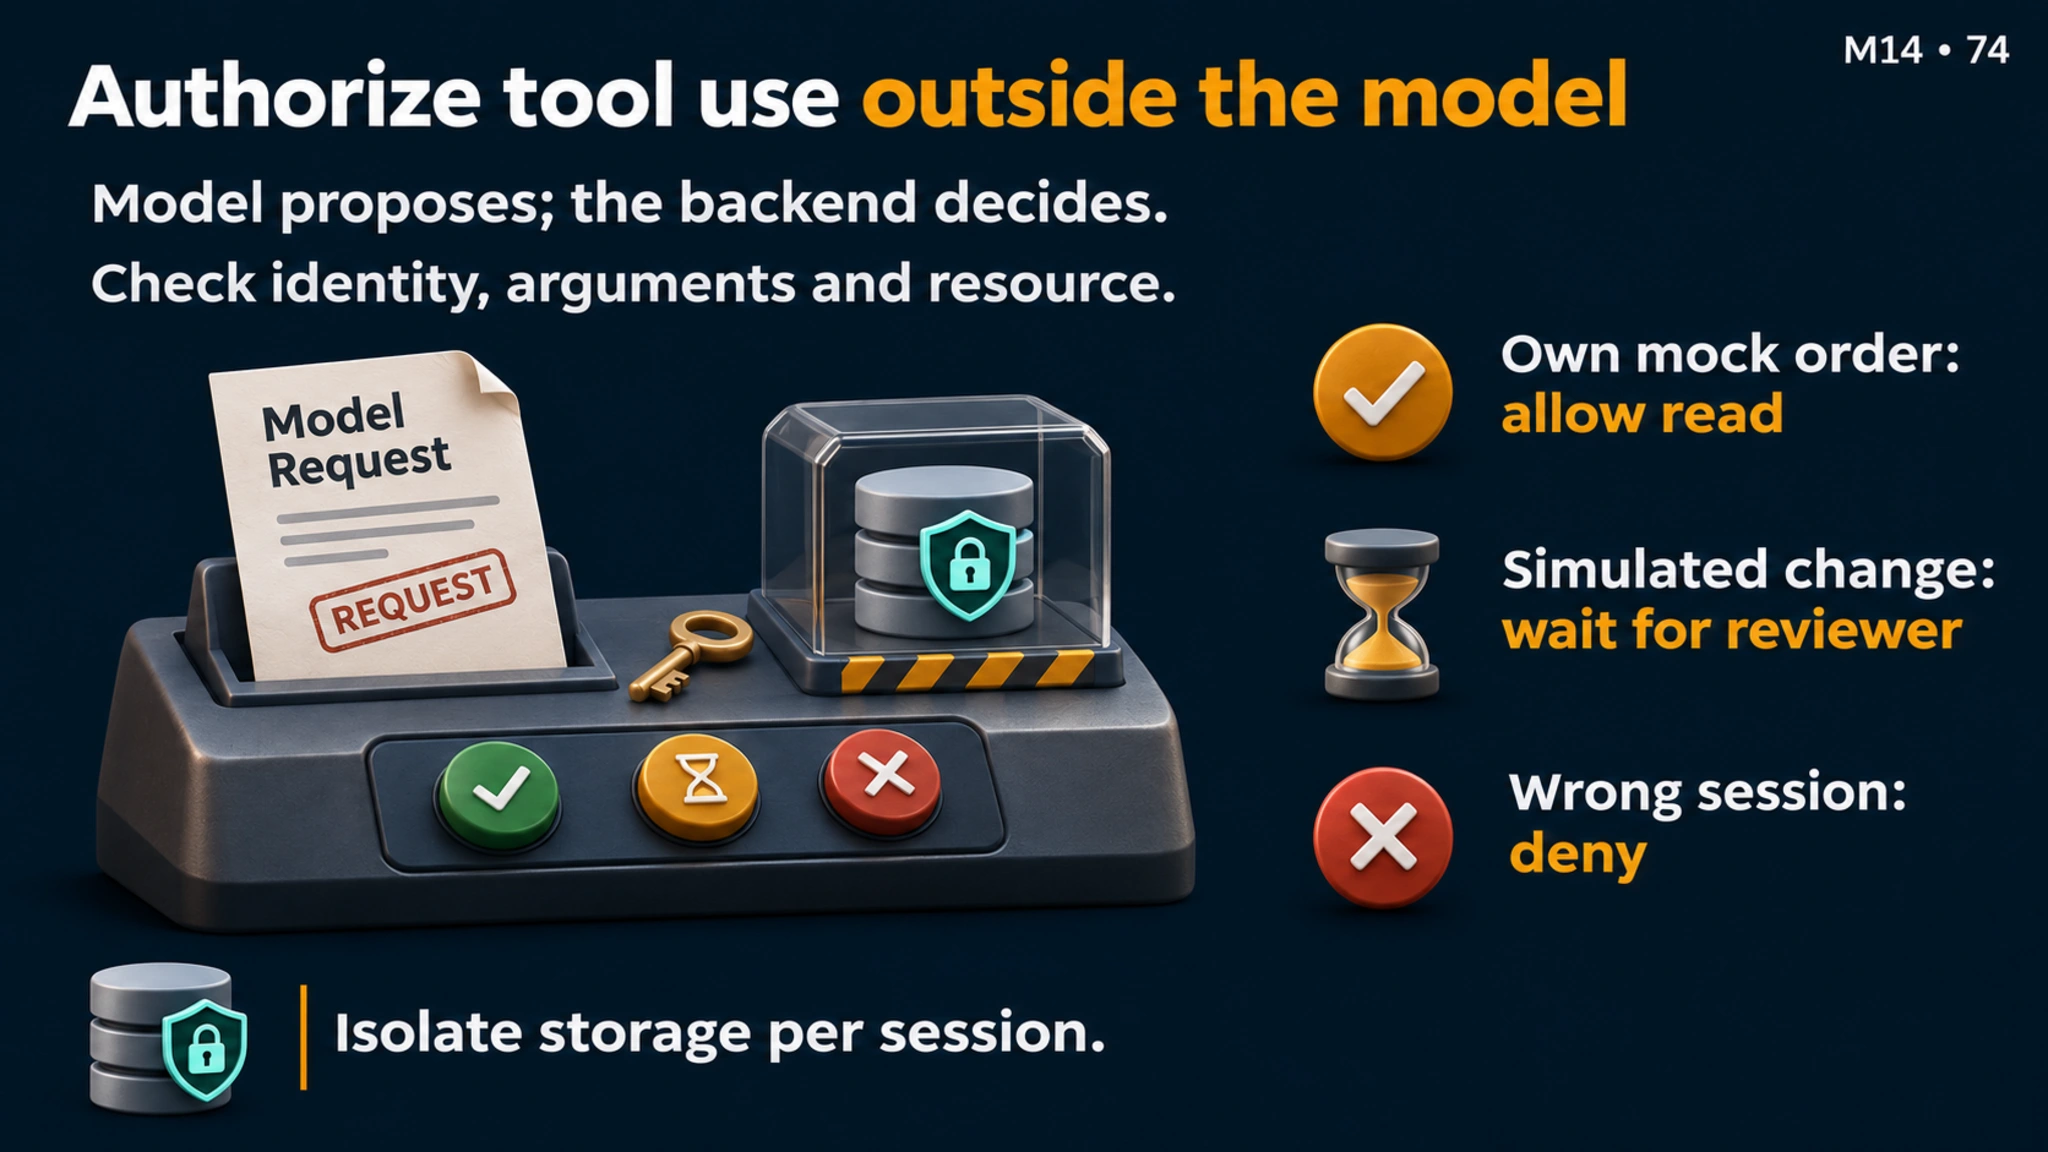 M14 • 74
Authorize tool use outside the model
Model proposes; the backend decides.
Check identity, arguments and resource.
Model
Request
REQUEST
Own mock order:
allow read
Simulated change:
wait for reviewer
Wrong session:
deny
Isolate storage per session.